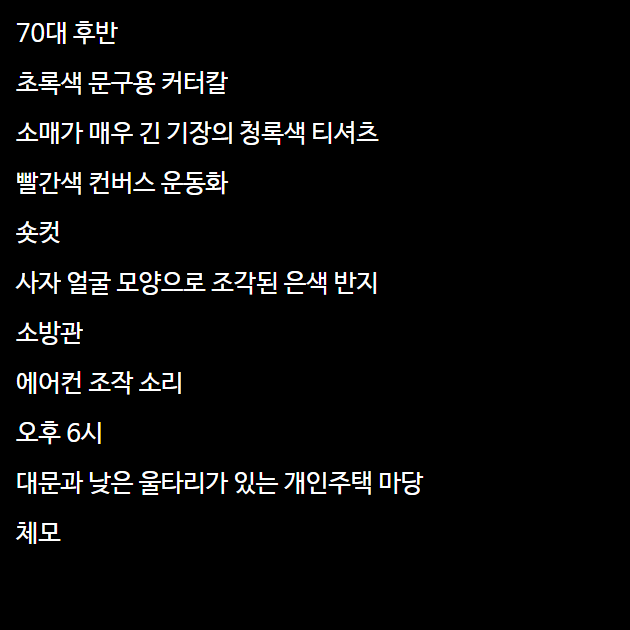 70대 후반
초록색 문구용 커터칼
소매가 매우 긴 기장의 청록색 티셔츠
빨간색 컨버스 운동화
숏컷
사자 얼굴 모양으로 조각된 은색 반지
소방관
에어컨 조작 소리
오후 6시
대문과 낮은 울타리가 있는 개인주택 마당
체모